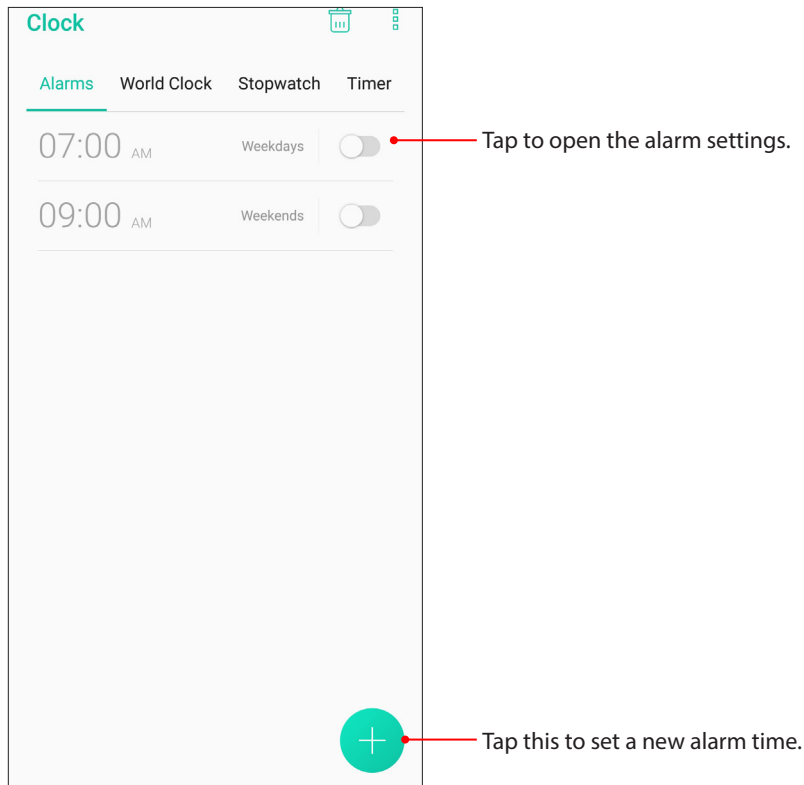 Clock
Alarms World Clock Stopwatch Timer
07:00 AM Weekdays
Tap to open the alarm settings.
09:00 AM Weekends
Tap this to set a new alarm time.